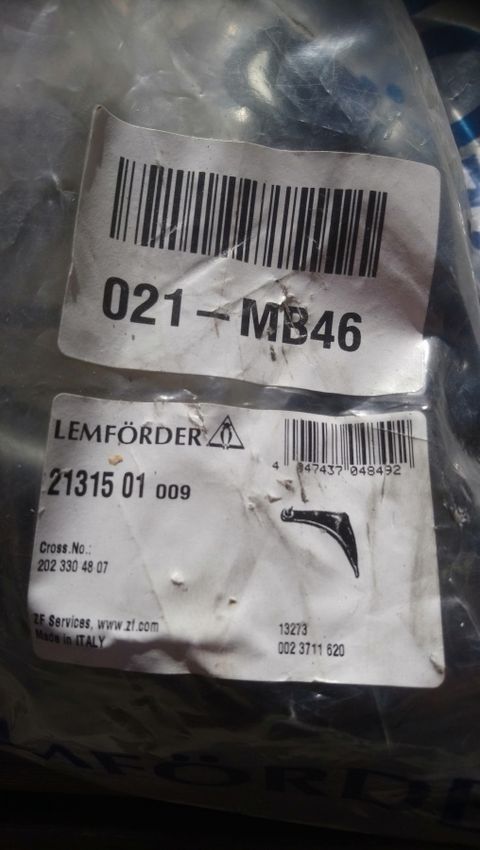 021-MB46
LEMFÖRDER
21315 01 009
4 047437 048492
Cross.No.:
202 330 48 07
ZF Services, www.zf.com
Made in ITALY
13273
002 3711 620
LEMFÖRDER